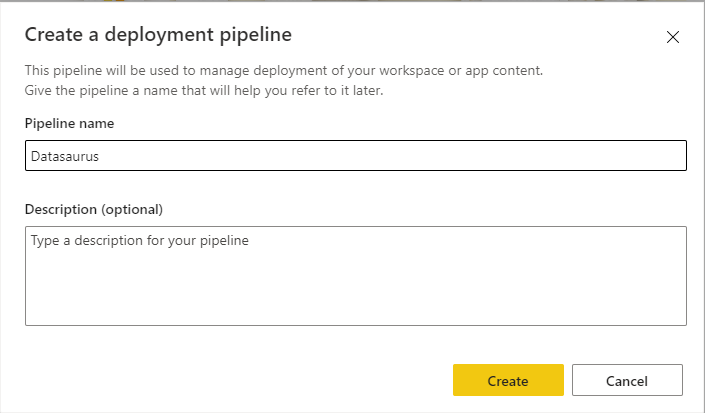 Create a deployment pipeline
This pipeline will be used to manage deployment of your workspace or app content.
Give the pipeline a name that will help you refer to it later.
Pipeline name
Datasaurus
Description (optional)
Type a description for your pipeline
Create
Cancel